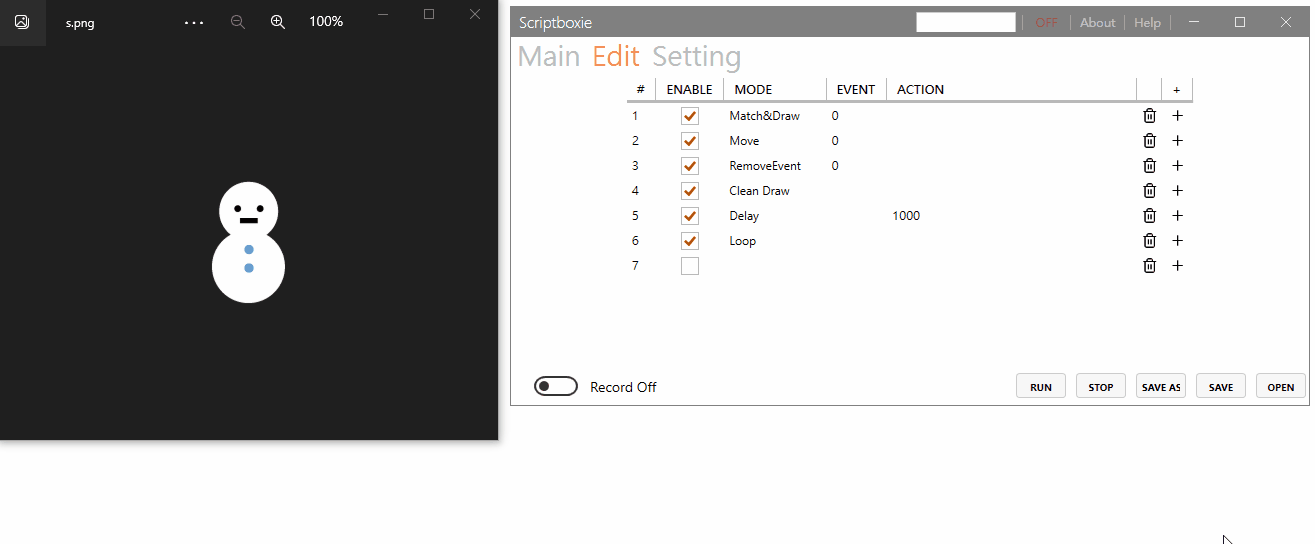 s.png ... 100%
Scriptboxie OFF About Help
Main Edit Setting
# ENABLE MODE EVENT ACTION +
1 Match&Draw 0
2 Move 0
3 RemoveEvent 0
4 Clean Draw
5 Delay 1000
6 Loop
7
Record Off RUN STOP SAVE AS SAVE OPEN